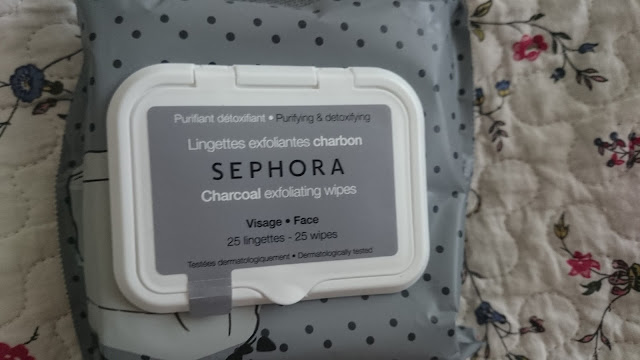 Purifiant détoxifiant • Purifying & detoxifying
Lingettes exfoliantes charbon
SEPHORA
Charcoal exfoliating wipes
Visage • Face
25 lingettes - 25 wipes
Testées dermatologiquement • Dermatologically tested